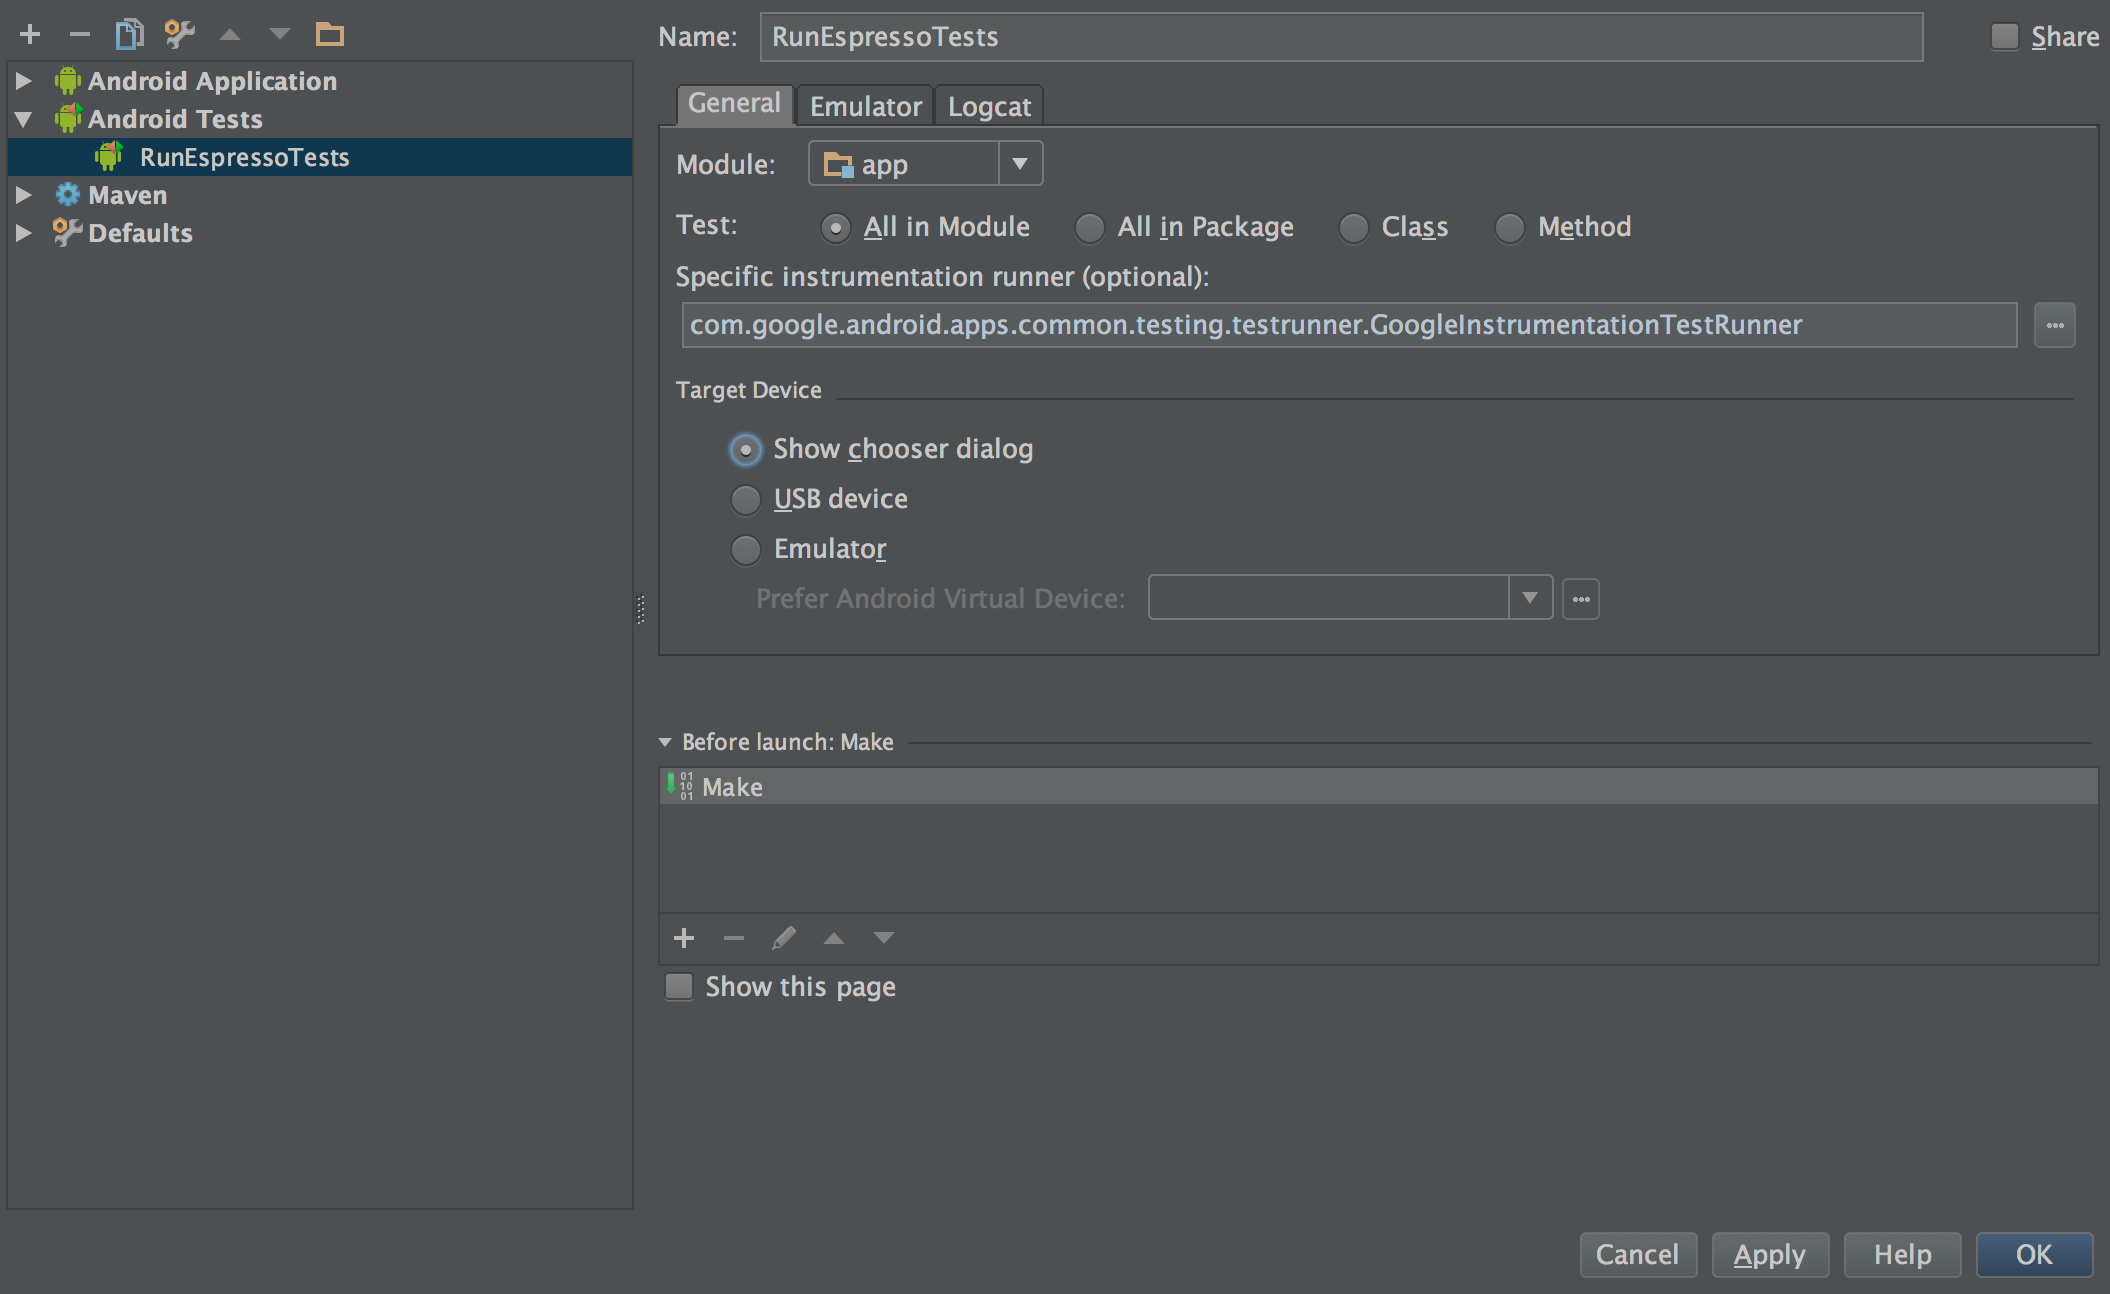 Name: RunEspressoTests Share
Android Application
Android Tests
RunEspressoTests
Maven
Defaults
General Emulator Logcat
Module: app
Test: All in Module All in Package Class Method
Specific instrumentation runner (optional):
com.google.android.apps.common.testing.testrunner.GoogleInstrumentationTestRunner
...
Target Device
Show chooser dialog
USB device
Emulator
Prefer Android Virtual Device: ...
Before launch: Make
01
10
01
Make
Show this page
Cancel Apply Help OK